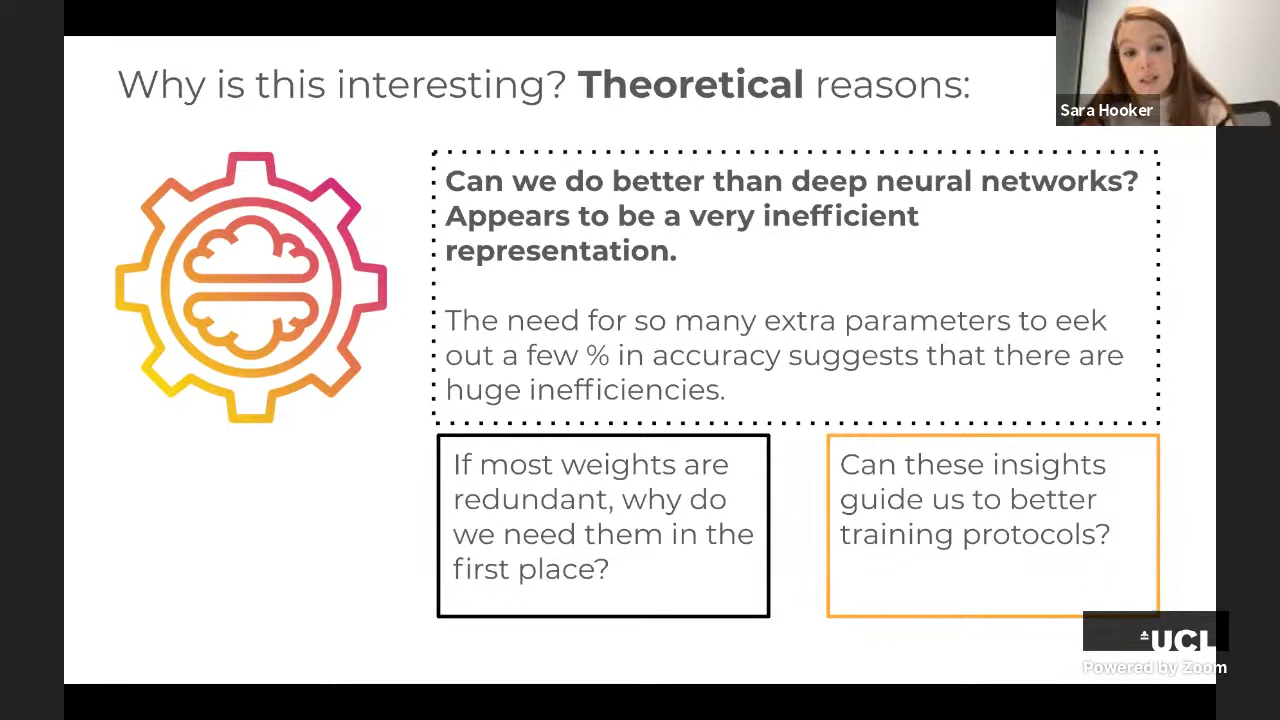 Why is this interesting? Theoretical reasons:
Sara Hooker
Can we do better than deep neural networks?
Appears to be a very inefficient
representation.
The need for so many extra parameters to eek
out a few % in accuracy suggests that there are
huge inefficiencies.
If most weights are
redundant, why do
we need them in the
first place?
Can these insights
guide us to better
training protocols?
UCL
Powered by Zoom